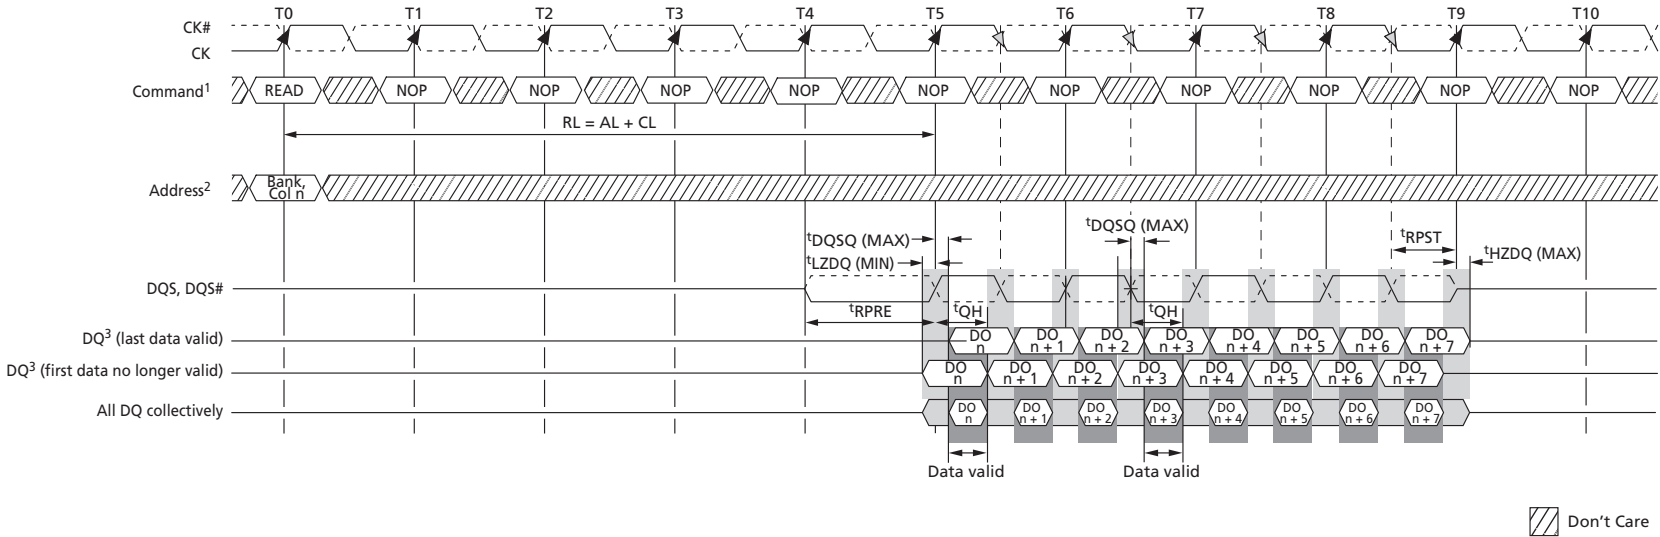 T0 T1 T2 T3 T4 T5 T6 T7 T8 T9 T10
CK#
CK
Command1 READ NOP NOP NOP NOP NOP NOP NOP NOP NOP NOP
RL = AL + CL
Address2 Bank,
Col n
tDQSQ (MAX) tDQSQ (MAX) tRPST
tLZDQ (MIN) tHZDQ (MAX)
DQS, DQS#
tRPRE tQH tQH
DQ3 (last data valid) DO n DO n + 1 DO n + 2 DO n + 3 DO n + 4 DO n + 5 DO n + 6 DO n + 7
DQ3 (first data no longer valid) DO n DO n + 1 DO n + 2 DO n + 3 DO n + 4 DO n + 5 DO n + 6 DO n + 7
All DQ collectively DO n DO n + 1 DO n + 2 DO n + 3 DO n + 4 DO n + 5 DO n + 6 DO n + 7
Data valid Data valid
Don't Care